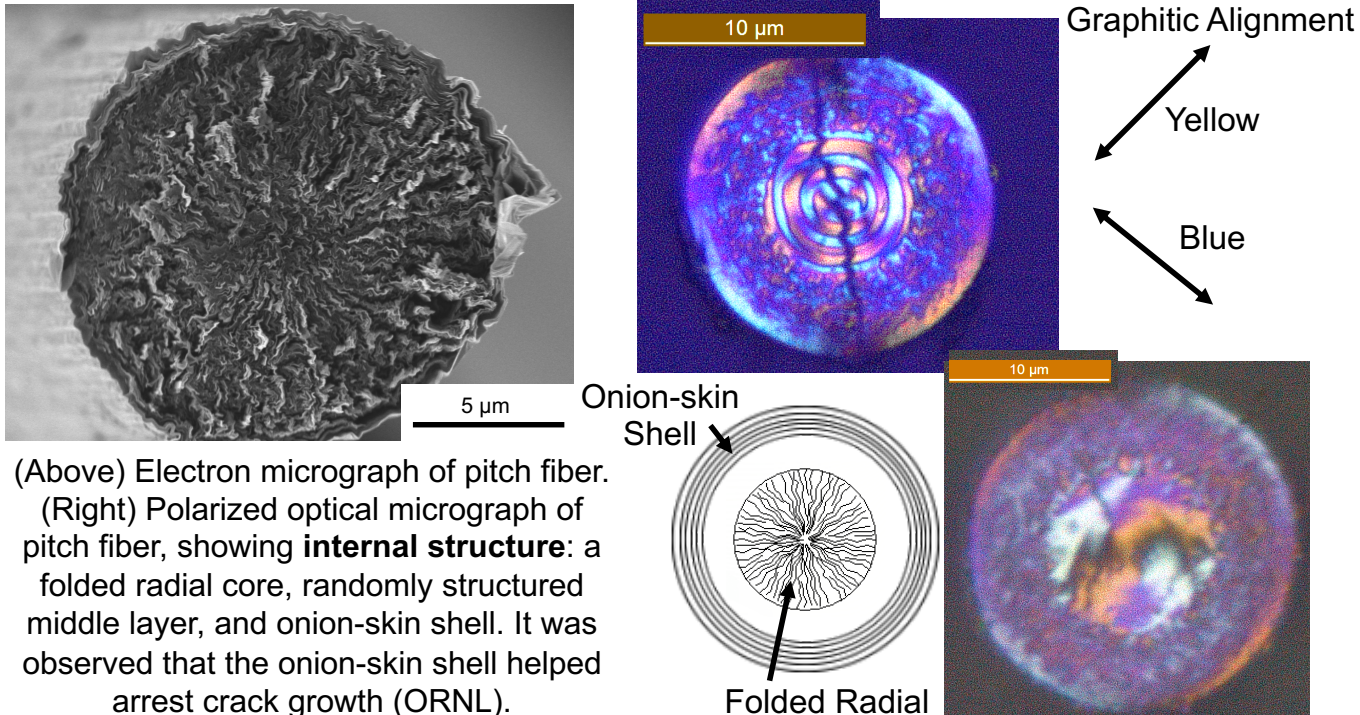 10 µm
Graphitic Alignment
Yellow
Blue
5 µm
10 µm
Onion-skin
Shell
Folded Radial
(Above) Electron micrograph of pitch fiber.
(Right) Polarized optical micrograph of
pitch fiber, showing internal structure: a
folded radial core, randomly structured
middle layer, and onion-skin shell. It was
observed that the onion-skin shell helped
arrest crack growth (ORNL).